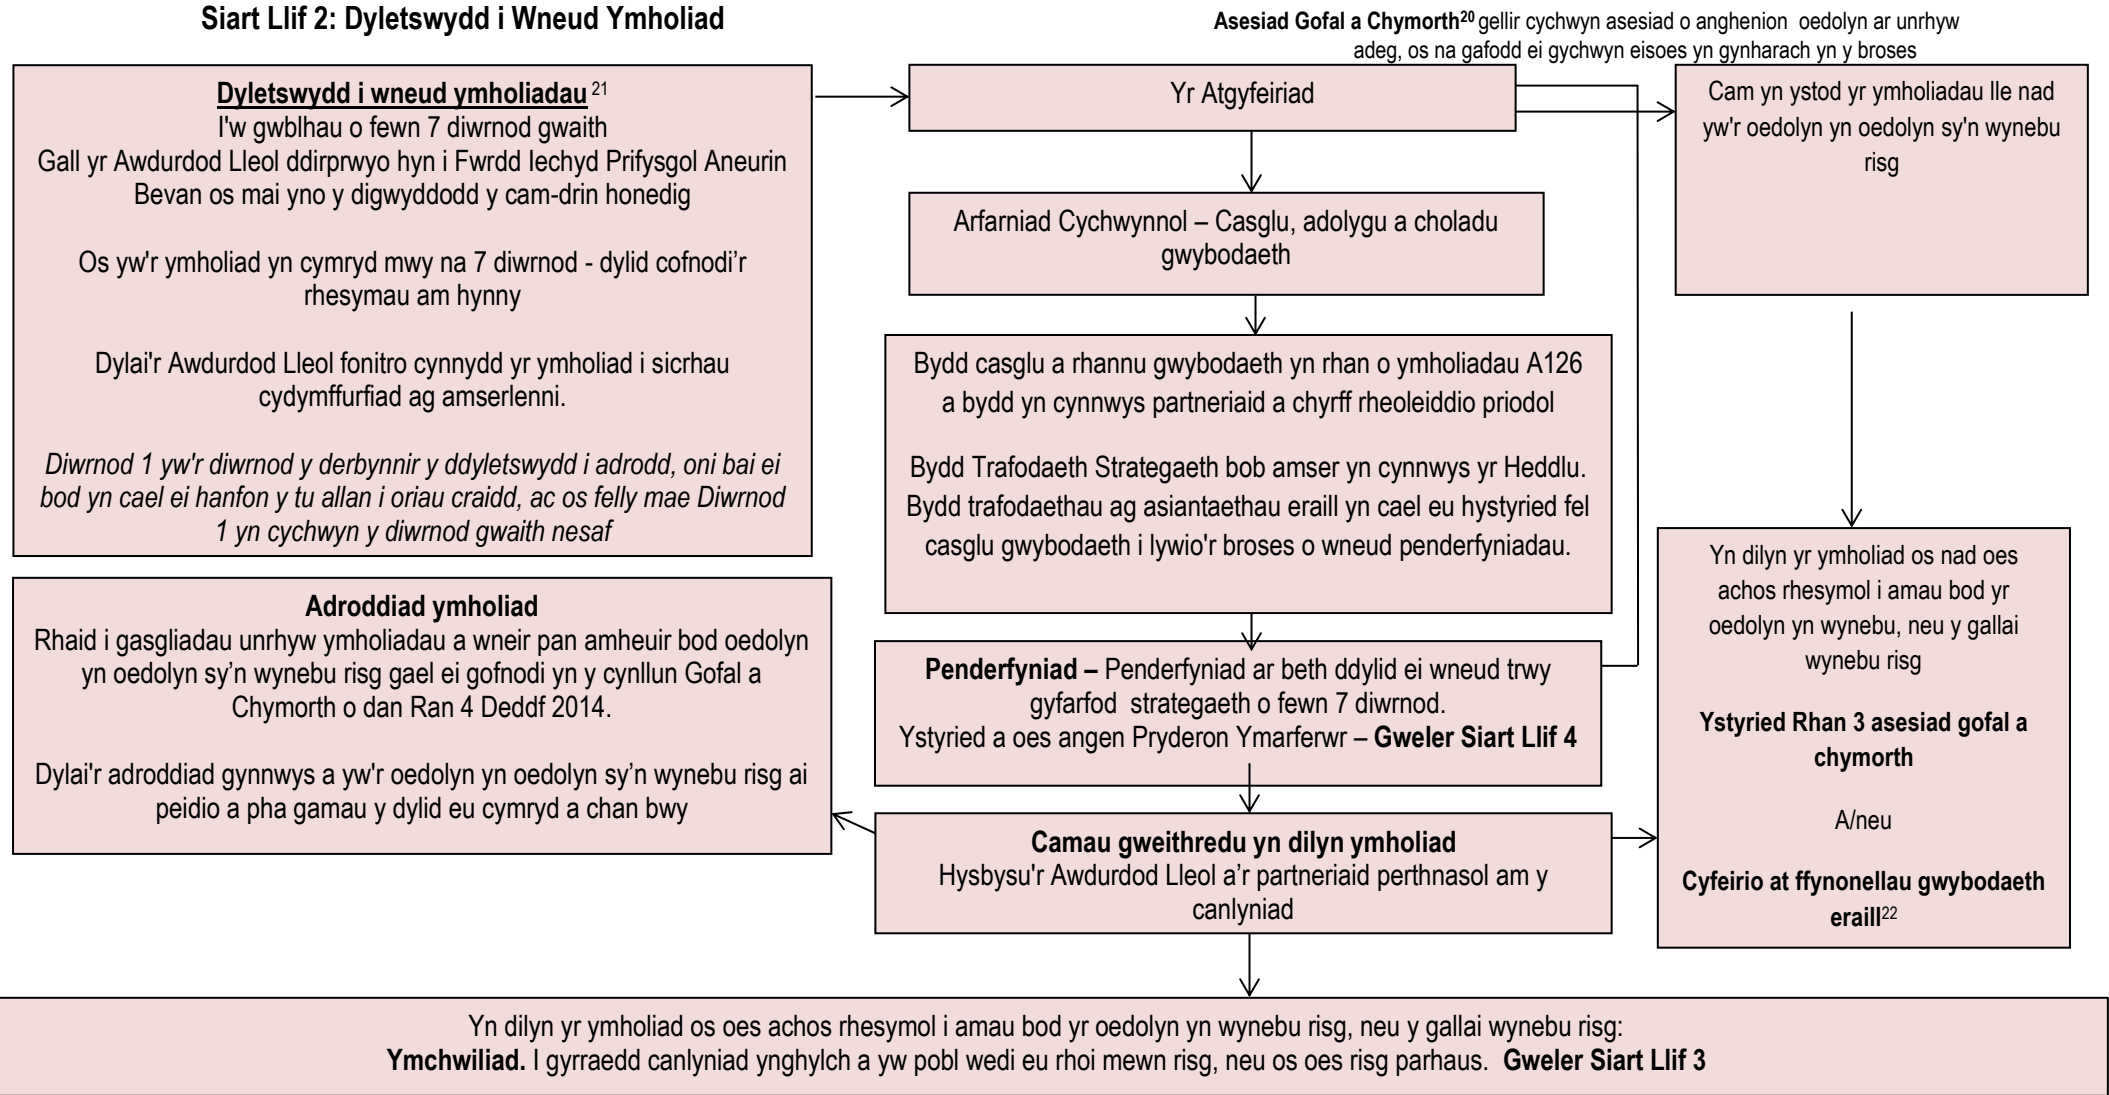 Siart Llif 2: Dyletswydd i Wneud Ymholiad
Asesiad Gofal a Chymorth²⁰ gellir cychwyn asesiad o anghenion oedolyn ar unrhyw
adeg, os na gafodd ei gychwyn eisoes yn gynharach yn y broses
Dyletswydd i wneud ymholiadau ²¹
I'w gwblhau o fewn 7 diwrnod gwaith
Gall yr Awdurdod Lleol ddirprwyo hyn i Fwrdd Iechyd Prifysgol Aneurin
Bevan os mai yno y digwyddodd y cam-drin honedig
Os yw'r ymholiad yn cymryd mwy na 7 diwrnod - dylid cofnodi’r
rhesymau am hynny
Dylai'r Awdurdod Lleol fonitro cynnydd yr ymholiad i sicrhau
cydymffurfiad ag amserlenni.
Diwrnod 1 yw'r diwrnod y derbynnir y ddyletswydd i adrodd, oni bai ei
bod yn cael ei hanfon y tu allan i oriau craidd, ac os felly mae Diwrnod
1 yn cychwyn y diwrnod gwaith nesaf
Yr Atgyfeiriad
Cam yn ystod yr ymholiadau lle nad
yw'r oedolyn yn oedolyn sy'n wynebu
risg
Arfarniad Cychwynnol – Casglu, adolygu a choladu
gwybodaeth
Bydd casglu a rhannu gwybodaeth yn rhan o ymholiadau A126
a bydd yn cynnwys partneriaid a chyrff rheoleiddio priodol
Bydd Trafodaeth Strategaeth bob amser yn cynnwys yr Heddlu.
Bydd trafodaethau ag asiantaethau eraill yn cael eu hystyried fel
casglu gwybodaeth i lywio'r broses o wneud penderfyniadau.
Adroddiad ymholiad
Rhaid i gasgliadau unrhyw ymholiadau a wneir pan amheuir bod oedolyn
yn oedolyn sy’n wynebu risg gael ei gofnodi yn y cynllun Gofal a
Chymorth o dan Ran 4 Deddf 2014.
Dylai'r adroddiad gynnwys a yw'r oedolyn yn oedolyn sy’n wynebu risg ai
peidio a pha gamau y dylid eu cymryd a chan bwy
Penderfyniad – Penderfyniad ar beth ddylid ei wneud trwy
gyfarfod strategaeth o fewn 7 diwrnod.
Ystyried a oes angen Pryderon Ymarferwr – Gweler Siart Llif 4
Camau gweithredu yn dilyn ymholiad
Hysbysu'r Awdurdod Lleol a’r partneriaid perthnasol am y
canlyniad
Yn dilyn yr ymholiad os nad oes
achos rhesymol i amau bod yr
oedolyn yn wynebu, neu y gallai
wynebu risg
Ystyried Rhan 3 asesiad gofal a
chymorth
A/neu
Cyfeirio at ffynonellau gwybodaeth
eraill²²
Yn dilyn yr ymholiad os oes achos rhesymol i amau bod yr oedolyn yn wynebu risg, neu y gallai wynebu risg:
Ymchwiliad. I gyrraedd canlyniad ynghylch a yw pobl wedi eu rhoi mewn risg, neu os oes risg parhaus. Gweler Siart Llif 3